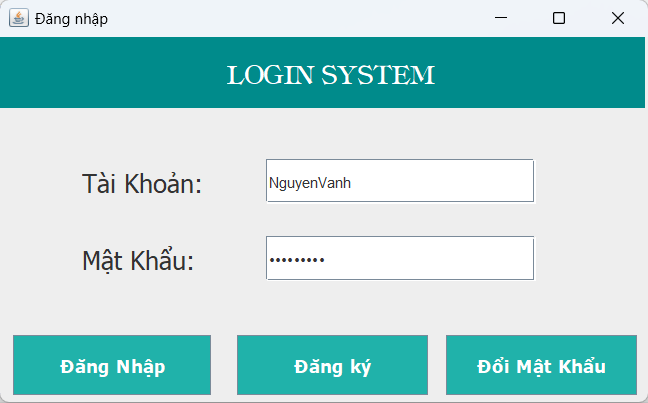 Đăng nhập
LOGIN SYSTEM
Tài Khoản: NguyenVanh
Mật Khẩu: •••••••••
Đăng Nhập Đăng ký Đổi Mật Khẩu